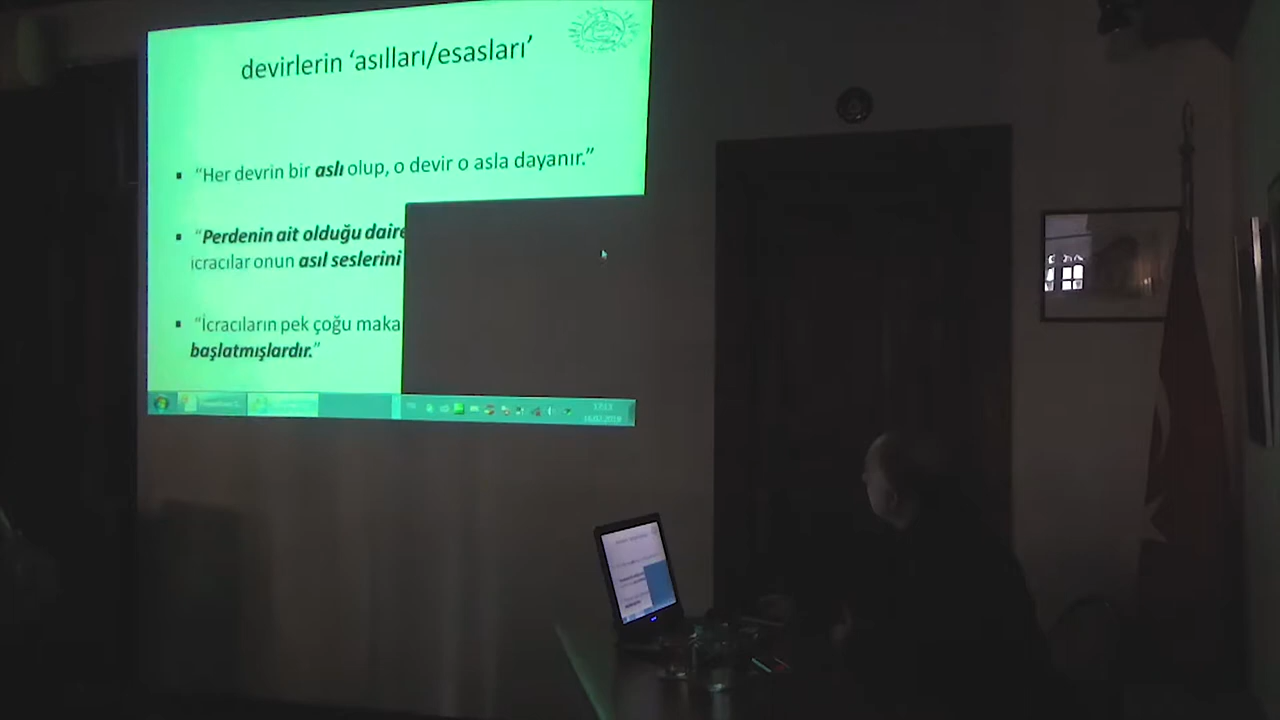 devirlerin ‘asılları/esasları’
“Her devrin bir aslı olup, o devir o asla dayanır.”
“Perdenin ait olduğu daire
icracılar onun asıl seslerini
“İcracıların pek çoğu maka
başlatmışlardır.”